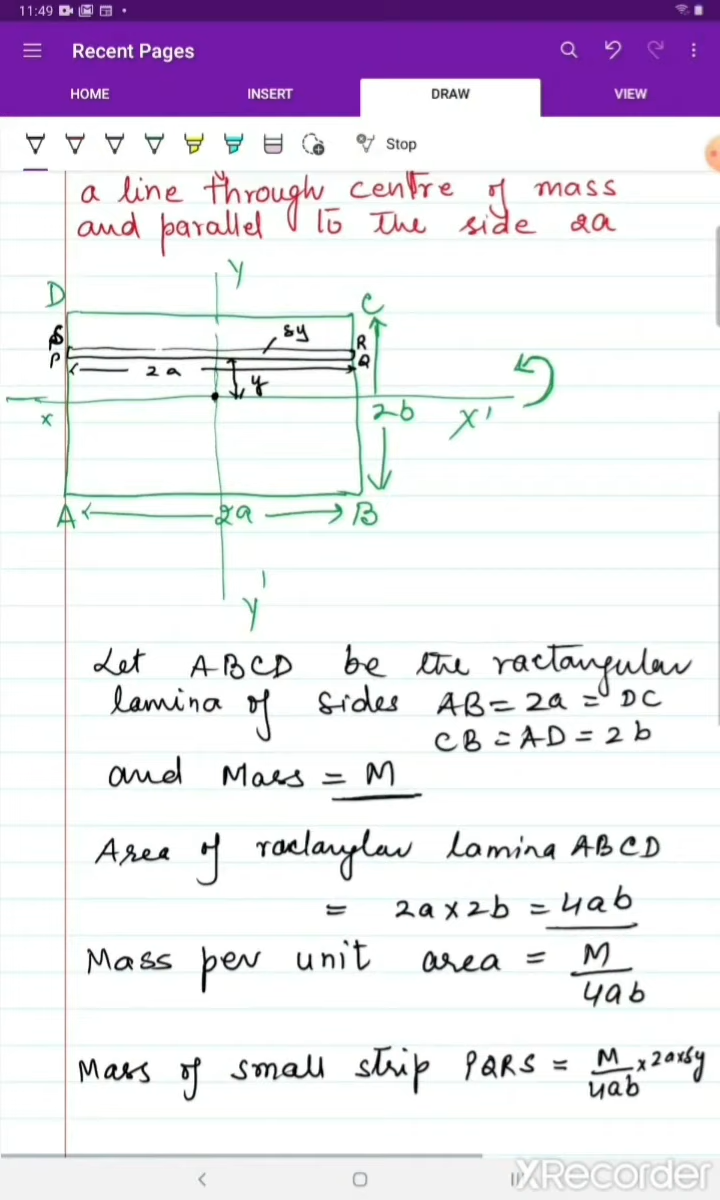 11:49
Recent Pages
HOME INSERT DRAW VIEW
Stop
a line through centre of mass
and parallel to the side 2a
Y
D C
S δy R
P 2a Q
y
x 2b X'
A 2a B
Y'
Let ABCD be the ractangular
lamina of sides AB = 2a = DC
CB = AD = 2b
and Mass = M
Area of raclanglar lamina ABCD
= 2a x 2b = 4ab
Mass per unit area = M/4ab
Mass of small strip PQRS = M/4ab x 2a x δy
XRecorder